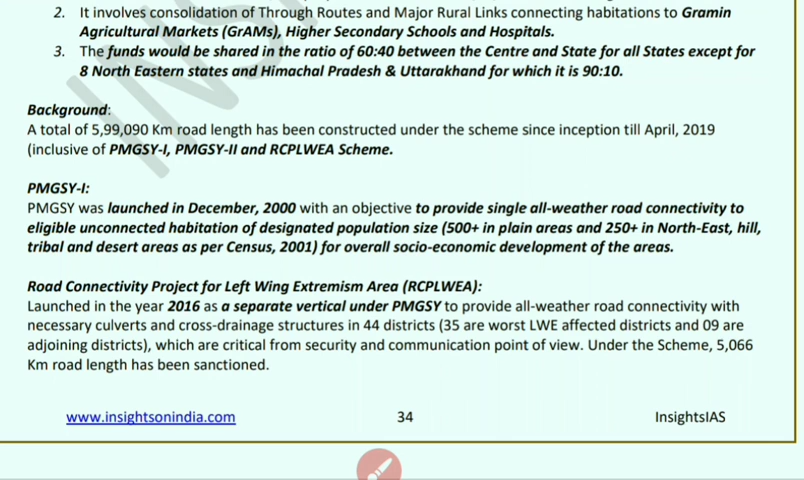 2. It involves consolidation of Through Routes and Major Rural Links connecting habitations to Gramin
Agricultural Markets (GrAMs), Higher Secondary Schools and Hospitals.
3. The funds would be shared in the ratio of 60:40 between the Centre and State for all States except for
8 North Eastern states and Himachal Pradesh & Uttarakhand for which it is 90:10.
Background:
A total of 5,99,090 Km road length has been constructed under the scheme since inception till April, 2019
(inclusive of PMGSY-I, PMGSY-II and RCPLWEA Scheme.
PMGSY-I:
PMGSY was launched in December, 2000 with an objective to provide single all-weather road connectivity to
eligible unconnected habitation of designated population size (500+ in plain areas and 250+ in North-East, hill,
tribal and desert areas as per Census, 2001) for overall socio-economic development of the areas.
Road Connectivity Project for Left Wing Extremism Area (RCPLWEA):
Launched in the year 2016 as a separate vertical under PMGSY to provide all-weather road connectivity with
necessary culverts and cross-drainage structures in 44 districts (35 are worst LWE affected districts and 09 are
adjoining districts), which are critical from security and communication point of view. Under the Scheme, 5,066
Km road length has been sanctioned.
www.insightsonindia.com 34 InsightsIAS